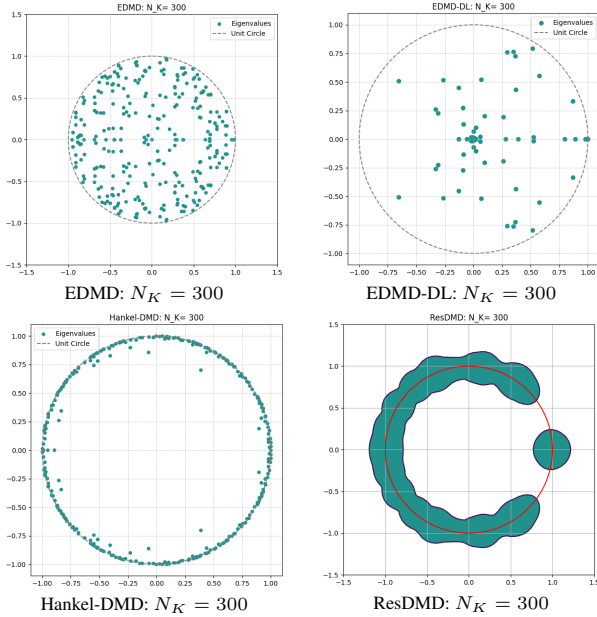 EDMD: N_K= 300
Eigenvalues
Unit Circle
1.5
1.0
0.5
0.0
−0.5
−1.0
−1.5
−1.5 −1.0 −0.5 0.0 0.5 1.0 1.5
EDMD: N_K = 300
EDMD-DL: N_K= 300
Eigenvalues
Unit Circle
1.00
0.75
0.50
0.25
0.00
−0.25
−0.50
−0.75
−1.00
−1.00 −0.75 −0.50 −0.25 0.00 0.25 0.50 0.75 1.00
EDMD-DL: N_K = 300
Hankel-DMD: N_K= 300
Eigenvalues
Unit Circle
1.00
0.75
0.50
0.25
0.00
−0.25
−0.50
−0.75
−1.00
−1.00 −0.75 −0.50 −0.25 0.00 0.25 0.50 0.75 1.00
Hankel-DMD: N_K = 300
ResDMD: N_K= 300
1.5
1.0
0.5
0.0
−0.5
−1.0
−1.5
−1.5 −1.0 −0.5 0.0 0.5 1.0 1.5
ResDMD: N_K = 300